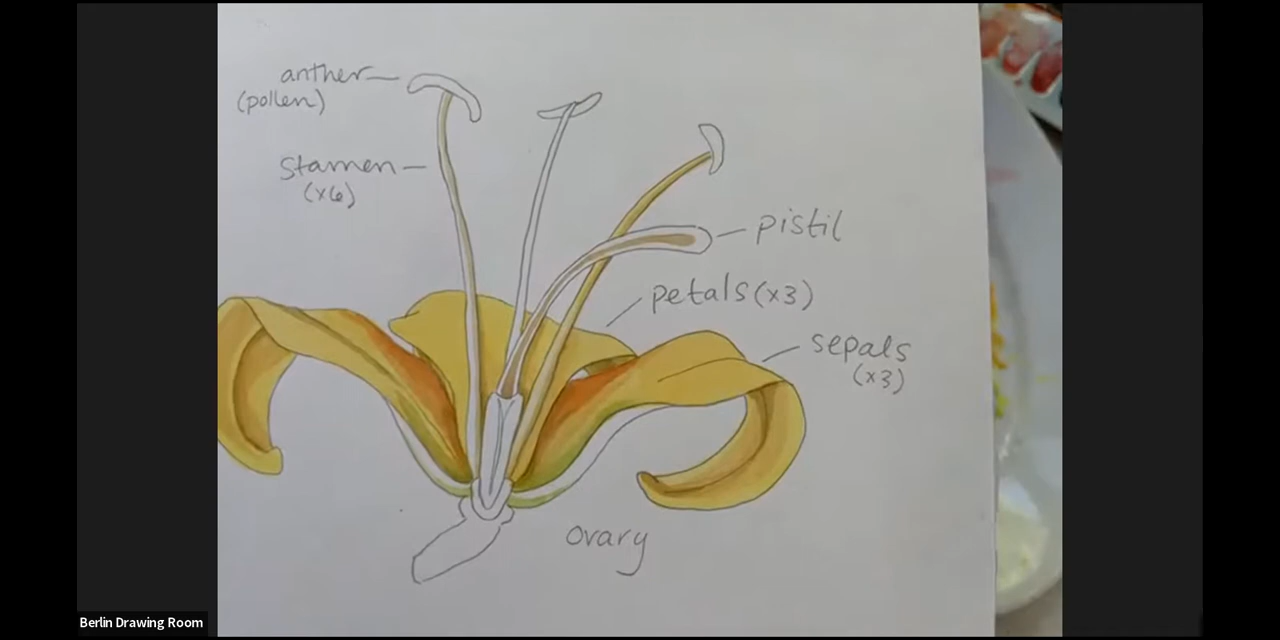 anther
(pollen)
stamen
(x6)
pistil
petals (x3)
sepals
(x3)
ovary
Berlin Drawing Room